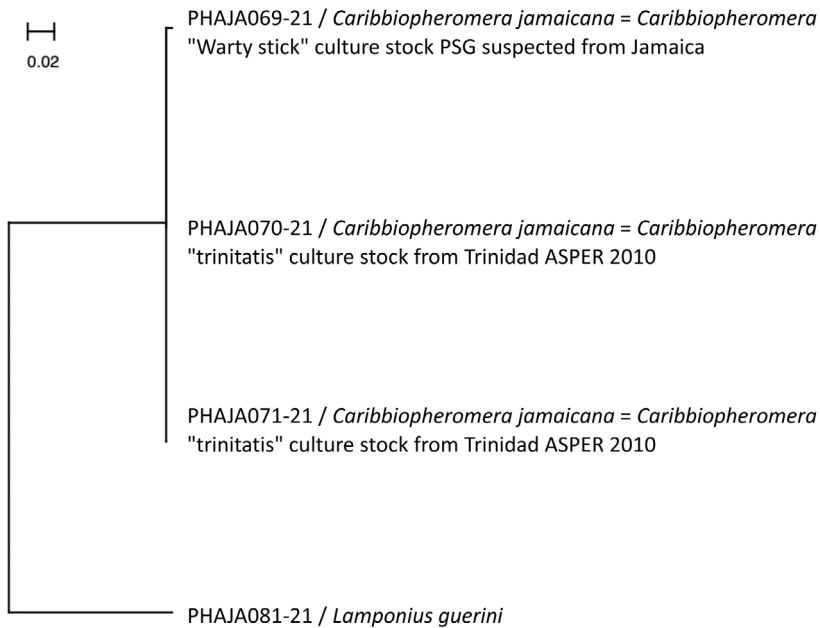 PHAJA069-21 / Caribbiopheromera jamaicana = Caribbiopheromera
"Warty stick" culture stock PSG suspected from Jamaica
0.02
PHAJA070-21 / Caribbiopheromera jamaicana = Caribbiopheromera
"trinitatis" culture stock from Trinidad ASPER 2010
PHAJA071-21 / Caribbiopheromera jamaicana = Caribbiopheromera
"trinitatis" culture stock from Trinidad ASPER 2010
PHAJA081-21 / Lamponius guerini